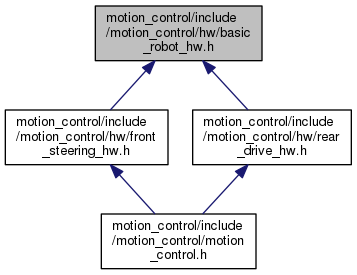 motion_control/include
/motion_control/hw/basic
_robot_hw.h
motion_control/include
/motion_control/hw/front
_steering_hw.h
motion_control/include
/motion_control/hw/rear
_drive_hw.h
motion_control/include
/motion_control/motion
_control.h